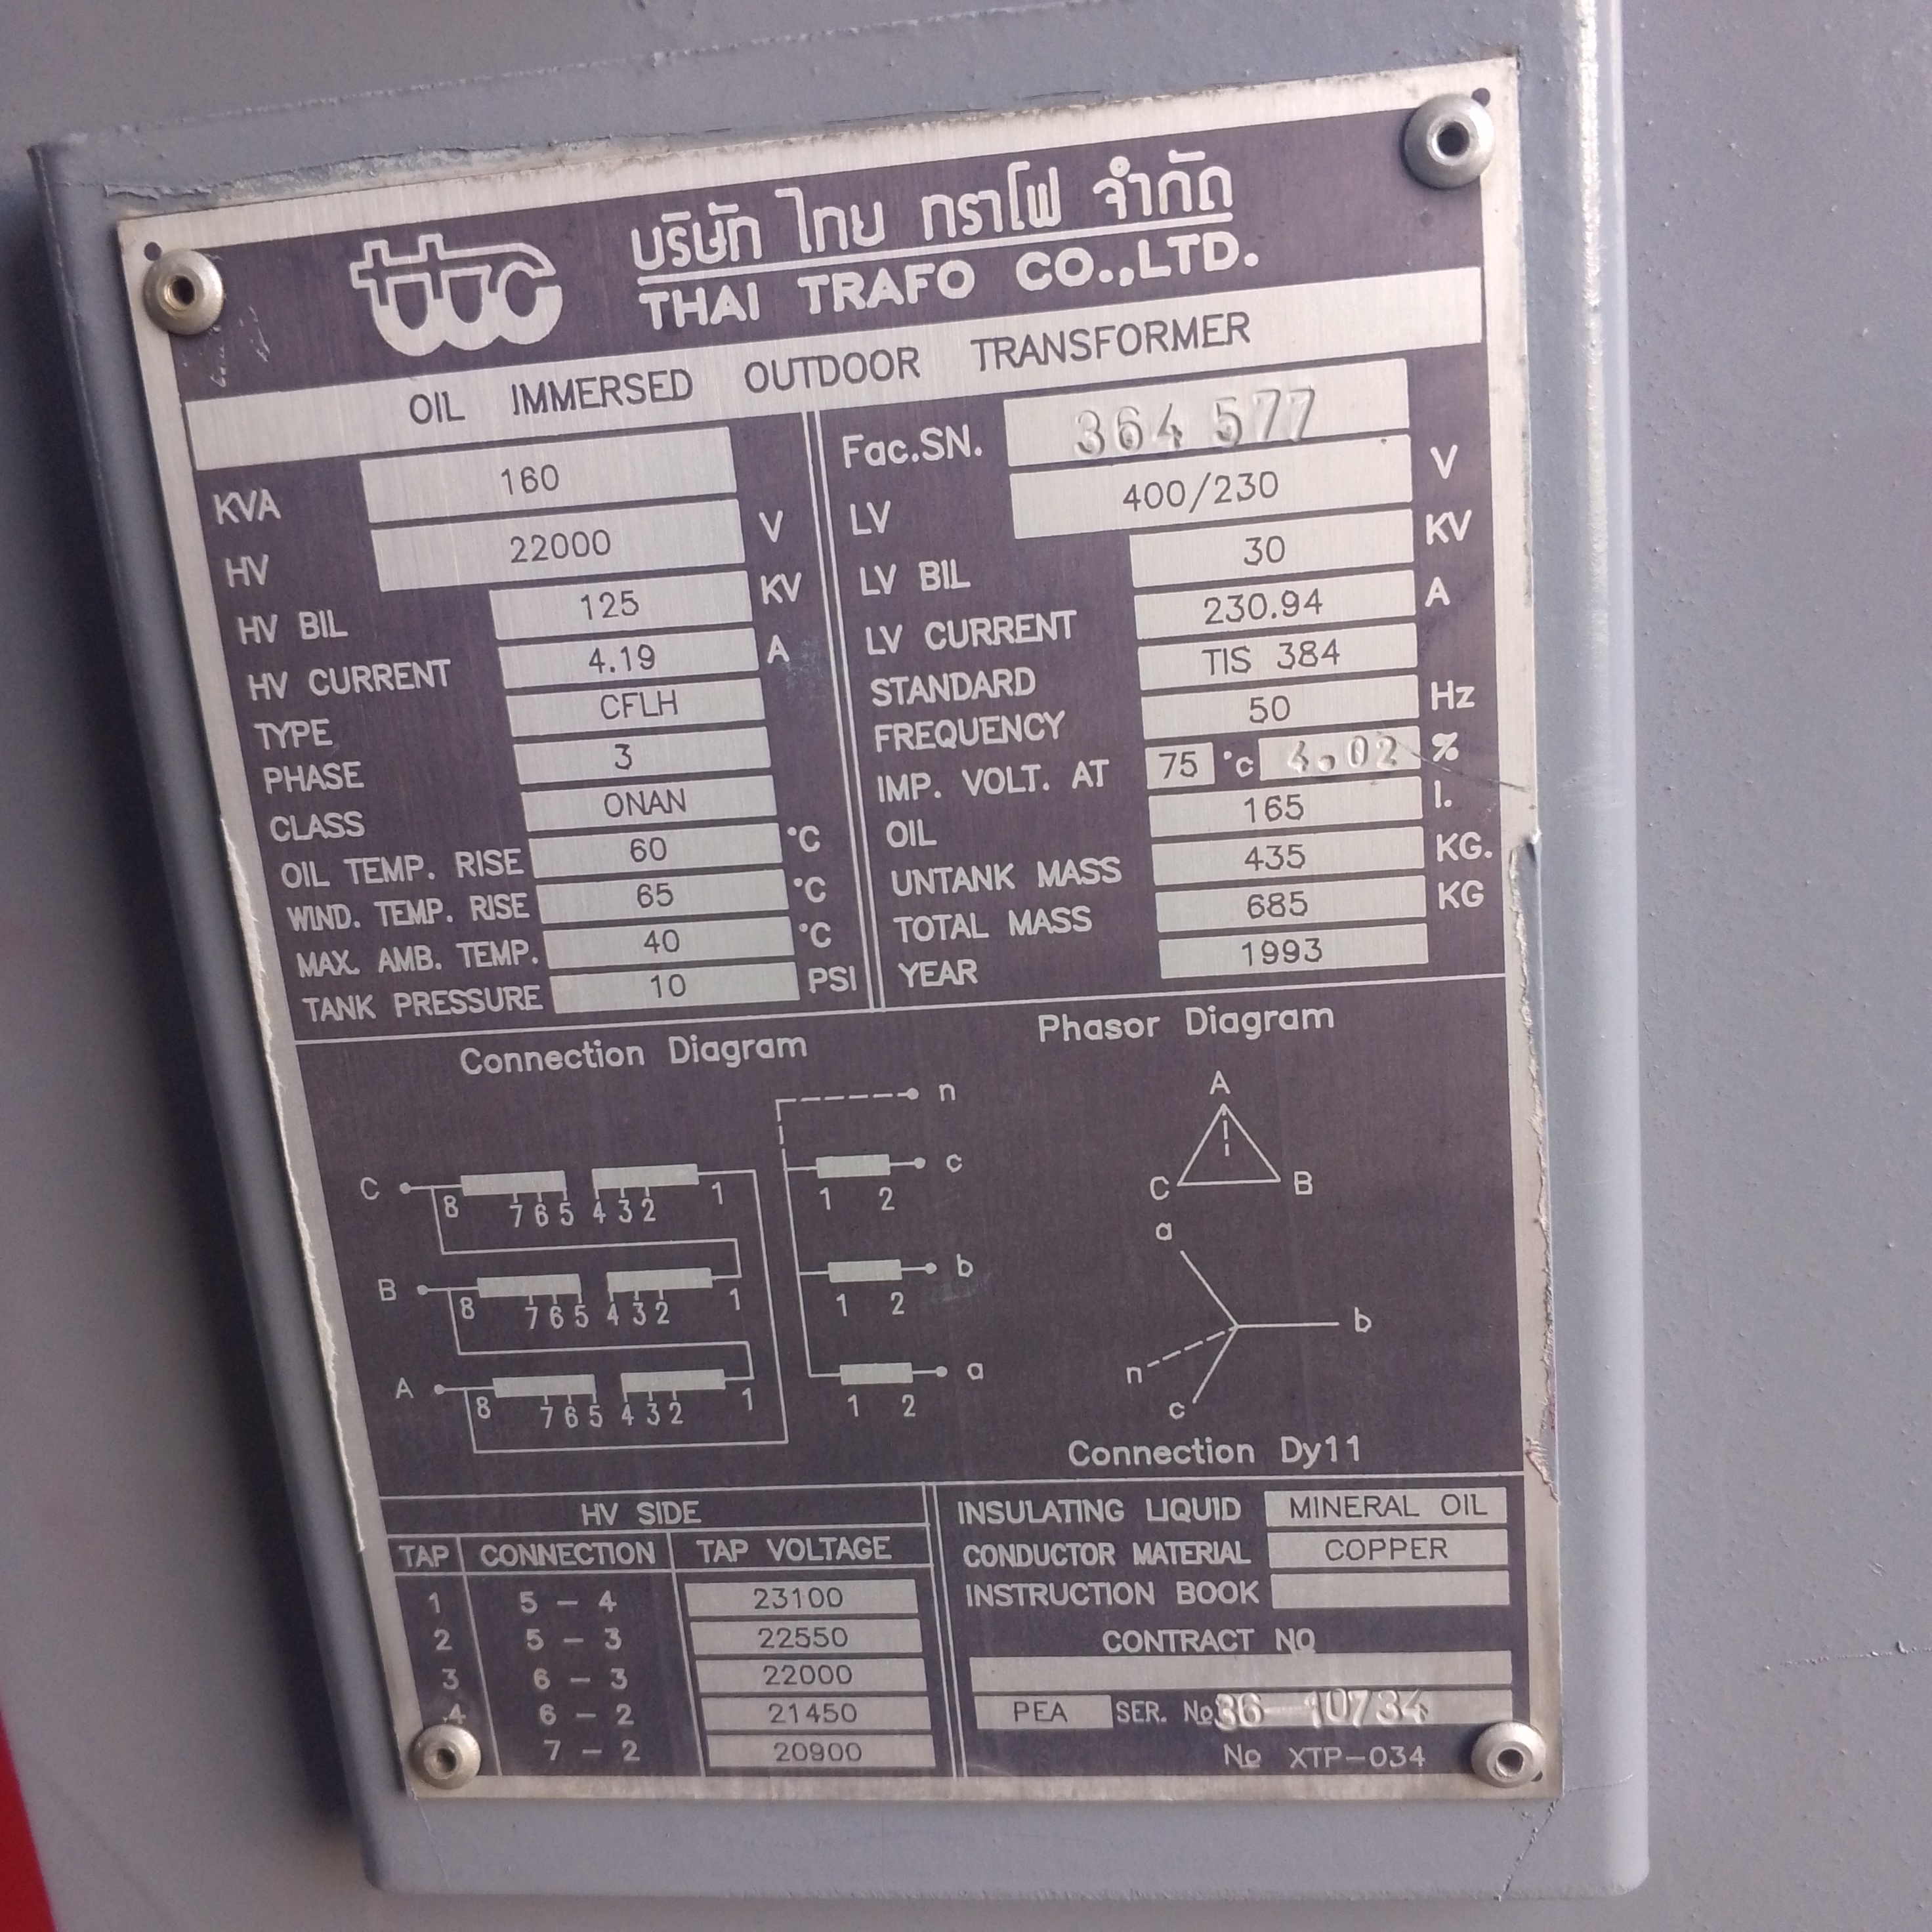 ttc
บริษัท ไทย ทราโฟ จำกัด
THAI TRAFO CO.,LTD.
OIL IMMERSED OUTDOOR TRANSFORMER
KVA 160
HV 22000 V
HV BIL 125 KV
HV CURRENT 4.19 A
TYPE CFLH
PHASE 3
CLASS ONAN
OIL TEMP. RISE 60 °C
WIND. TEMP. RISE 65 °C
MAX. AMB. TEMP. 40 °C
TANK PRESSURE 10 PSI
Fac.SN. 364 577
LV 400/230 V
LV BIL 30 KV
LV CURRENT 230.94 A
STANDARD TIS 384
FREQUENCY 50 Hz
IMP. VOLT. AT 75 °c 4.02 %
OIL 165 l.
UNTANK MASS 435 KG.
TOTAL MASS 685 KG
YEAR 1993
Connection Diagram
n
C 8 7 6 5 4 3 2 1
1 2 c
B 8 7 6 5 4 3 2 1
1 2 b
A 8 7 6 5 4 3 2 1
1 2 a
Phasor Diagram
A
C B
a
b
n
c
Connection Dy11
HV SIDE
TAP CONNECTION TAP VOLTAGE
1 5 – 4 23100
2 5 – 3 22550
3 6 – 3 22000
4 6 – 2 21450
7 – 2 20900
INSULATING LIQUID MINERAL OIL
CONDUCTOR MATERIAL COPPER
INSTRUCTION BOOK
CONTRACT NO
PEA SER. No 36-10734
No XTP-034